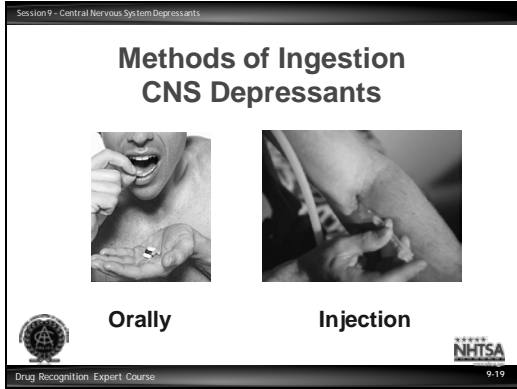 Session 9 - Central Nervous System Depressants
Methods of Ingestion
CNS Depressants
Orally
Injection
NHTSA
Drug Recognition Expert Course
9-19